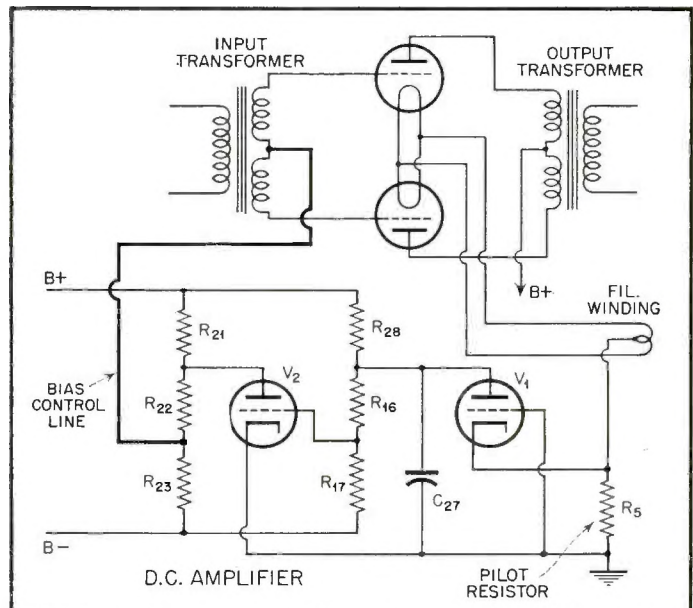 INPUT
TRANSFORMER
OUTPUT
TRANSFORMER
B+
B+
FIL.
WINDING
R21
R28
V2
V1
BIAS
CONTROL
LINE
R22
R16
R23
R17
C27
R5
B−
D.C. AMPLIFIER
PILOT
RESISTOR